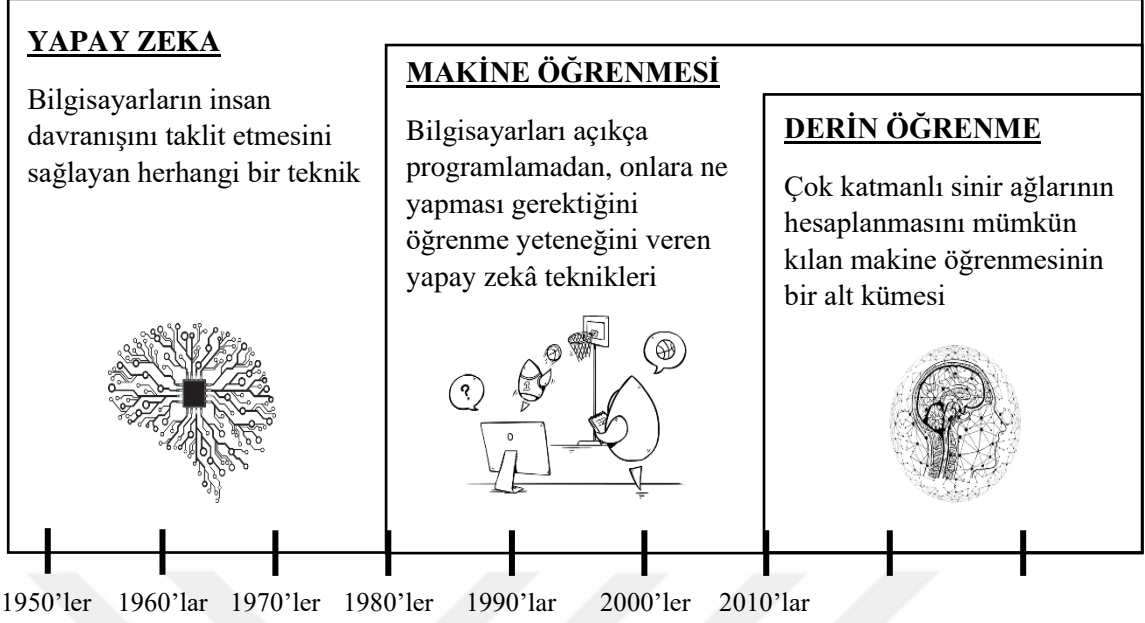 YAPAY ZEKA
Bilgisayarların insan
davranışını taklit etmesini
sağlayan herhangi bir teknik
MAKİNE ÖĞRENMESİ
Bilgisayarları açıkça
programlamadan, onlara ne
yapması gerektiğini
öğrenme yeteneğini veren
yapay zekâ teknikleri
DERİN ÖĞRENME
Çok katmanlı sinir ağlarının
hesaplanmasını mümkün
kılan makine öğrenmesinin
bir alt kümesi
?
1
1950’ler 1960’lar 1970’ler 1980’ler 1990’lar 2000’ler 2010’lar